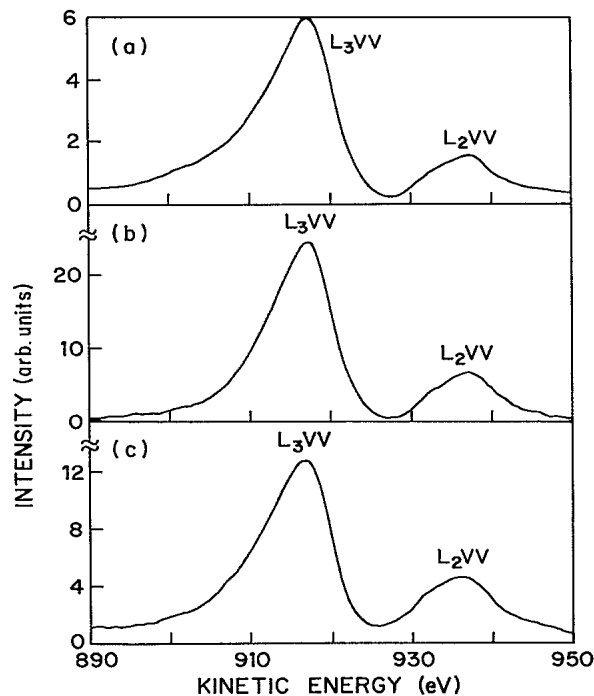 6
(a)
L3VV
4
L2VV
2
0
L3VV
(b)
20
L2VV
10
0
L3VV
(c)
12
L2VV
8
4
0
890
910
930
950
INTENSITY (arb. units)
KINETIC ENERGY (eV)